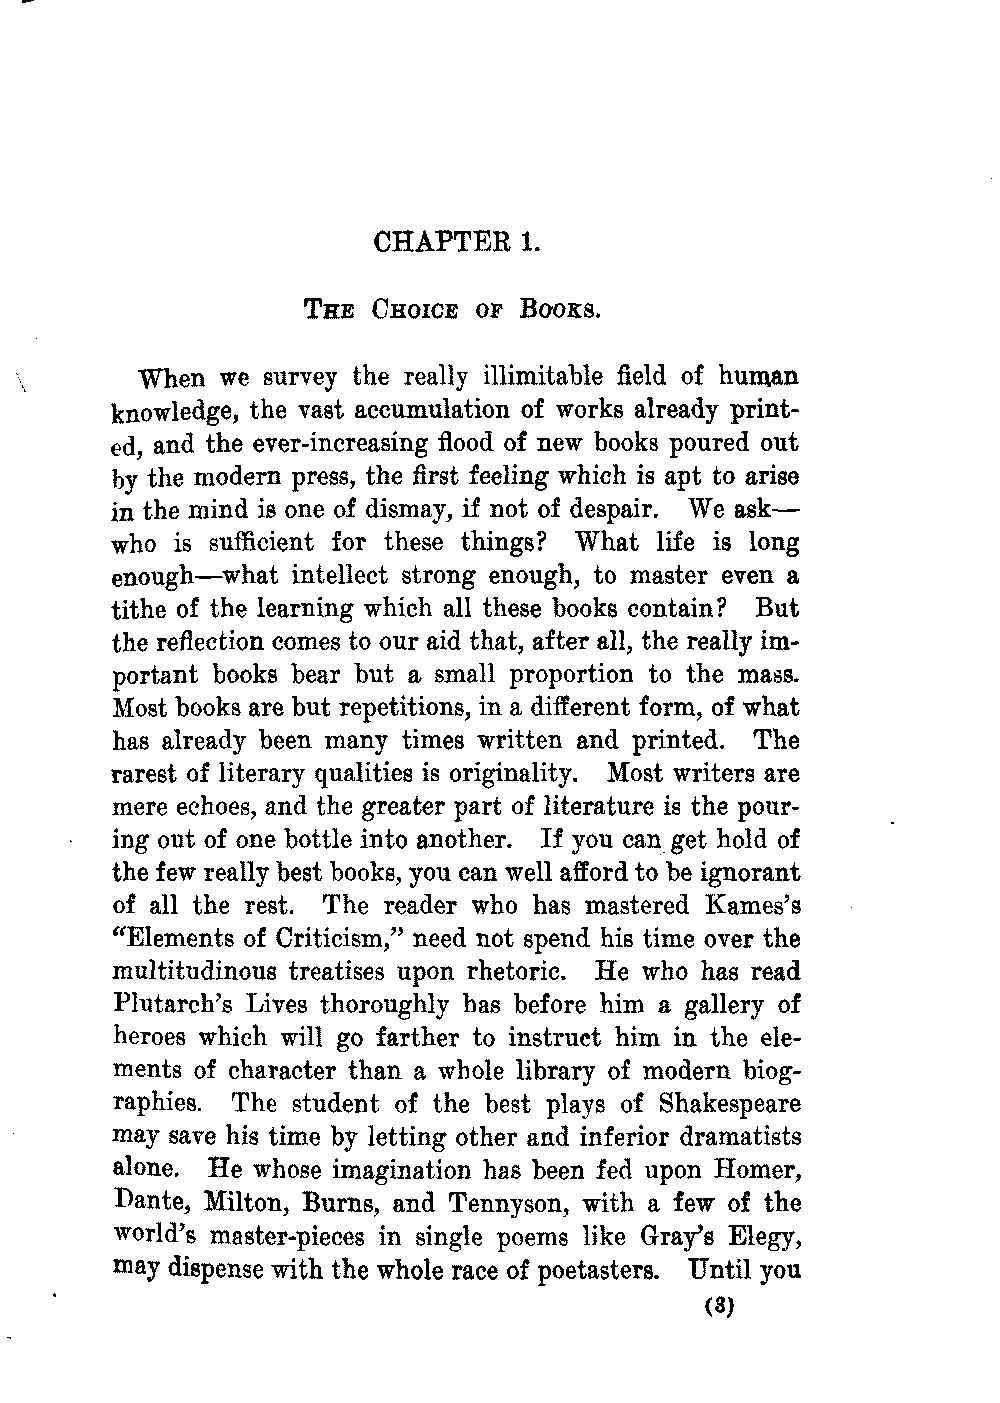 CHAPTER 1.
THE CHOICE OF BOOKS.
When we survey the really illimitable field of human
knowledge, the vast accumulation of works already print-
ed, and the ever-increasing flood of new books poured out
by the modern press, the first feeling which is apt to arise
in the mind is one of dismay, if not of despair. We ask—
who is sufficient for these things? What life is long
enough—what intellect strong enough, to master even a
tithe of the learning which all these books contain? But
the reflection comes to our aid that, after all, the really im-
portant books bear but a small proportion to the mass.
Most books are but repetitions, in a different form, of what
has already been many times written and printed. The
rarest of literary qualities is originality. Most writers are
mere echoes, and the greater part of literature is the pour-
ing out of one bottle into another. If you can get hold of
the few really best books, you can well afford to be ignorant
of all the rest. The reader who has mastered Kames's
“Elements of Criticism,” need not spend his time over the
multitudinous treatises upon rhetoric. He who has read
Plutarch's Lives thoroughly has before him a gallery of
heroes which will go farther to instruct him in the ele-
ments of character than a whole library of modern biog-
raphies. The student of the best plays of Shakespeare
may save his time by letting other and inferior dramatists
alone. He whose imagination has been fed upon Homer,
Dante, Milton, Burns, and Tennyson, with a few of the
world's master-pieces in single poems like Gray's Elegy,
may dispense with the whole race of poetasters. Until you
(3)